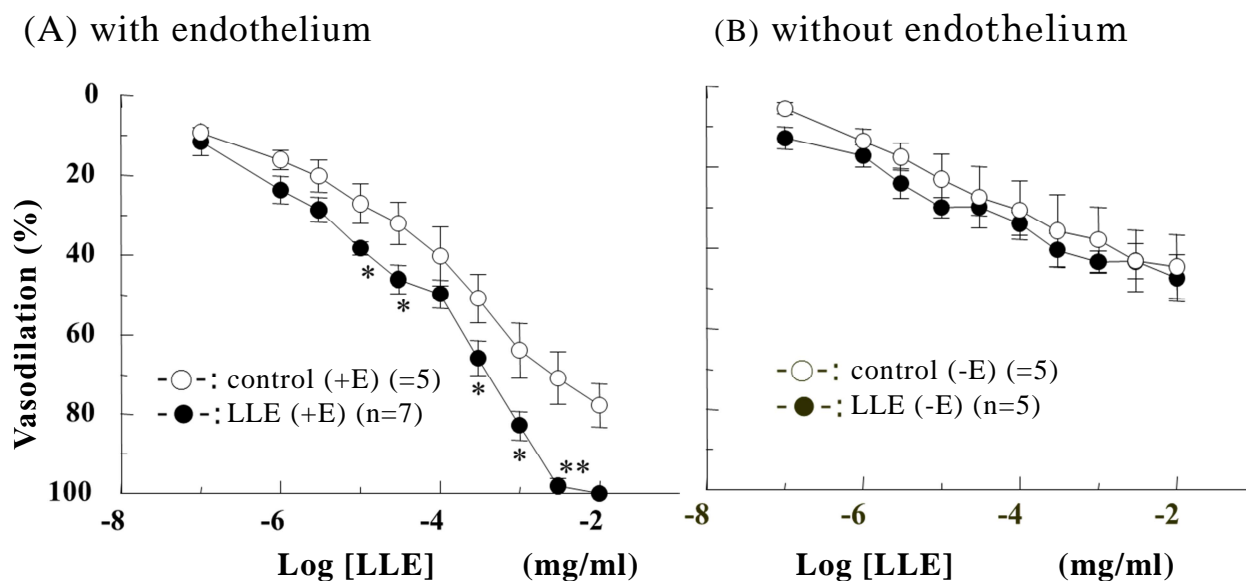 (A) with endothelium
(B) without endothelium
0
20
40
60
80
100
Vasodilation (%)
*
*
*
*
**
-○-: control (+E) (=5)
-●-: LLE (+E) (n=7)
-8
-6
-4
-2
Log [LLE] (mg/ml)
-○-: control (-E) (=5)
-●-: LLE (-E) (n=5)
-8
-6
-4
-2
Log [LLE] (mg/ml)